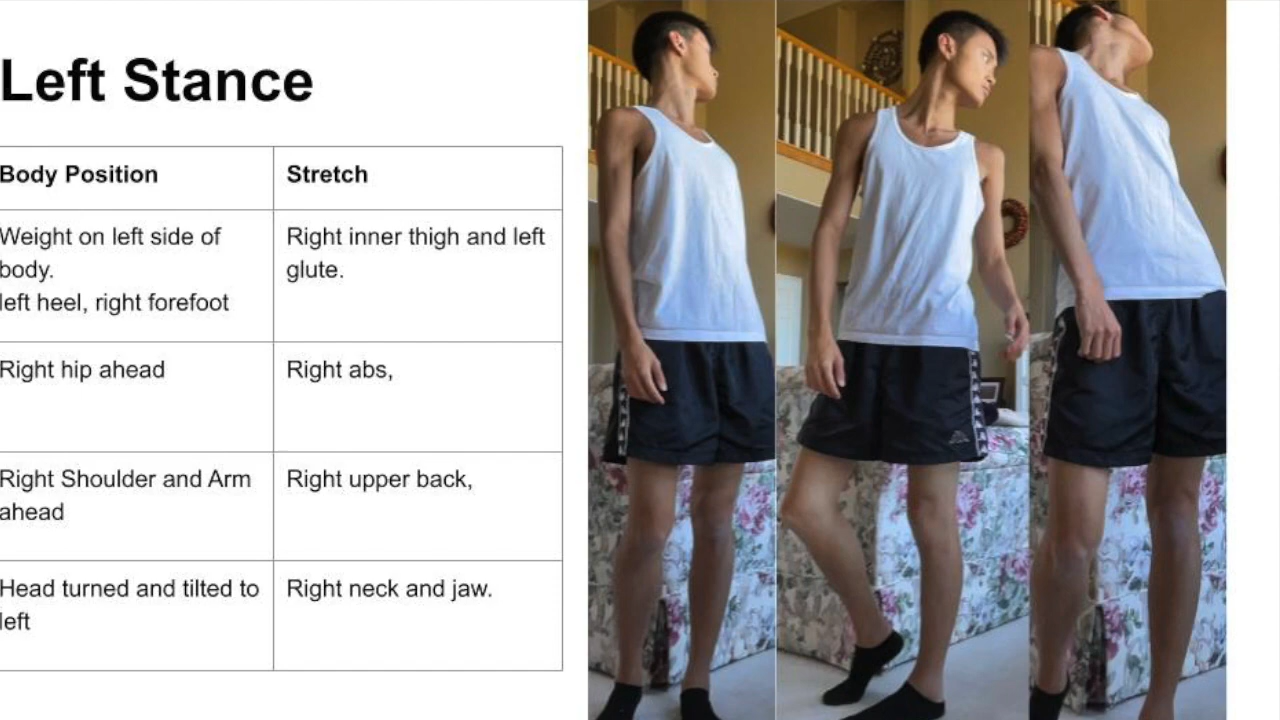 Left Stance
Body Position
Stretch
Weight on left side of
body.
left heel, right forefoot
Right inner thigh and left
glute.
Right hip ahead
Right abs,
Right Shoulder and Arm
ahead
Right upper back,
Head turned and tilted to
left
Right neck and jaw.